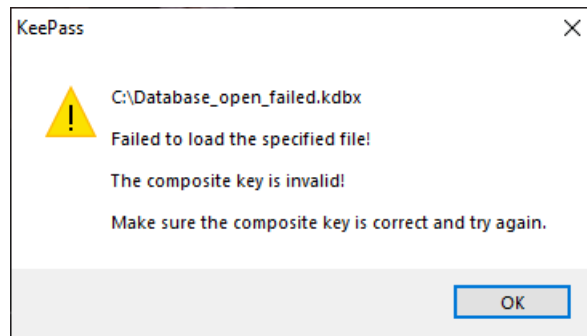 KeePass
C:\Database_open_failed.kdbx
Failed to load the specified file!
The composite key is invalid!
Make sure the composite key is correct and try again.
OK